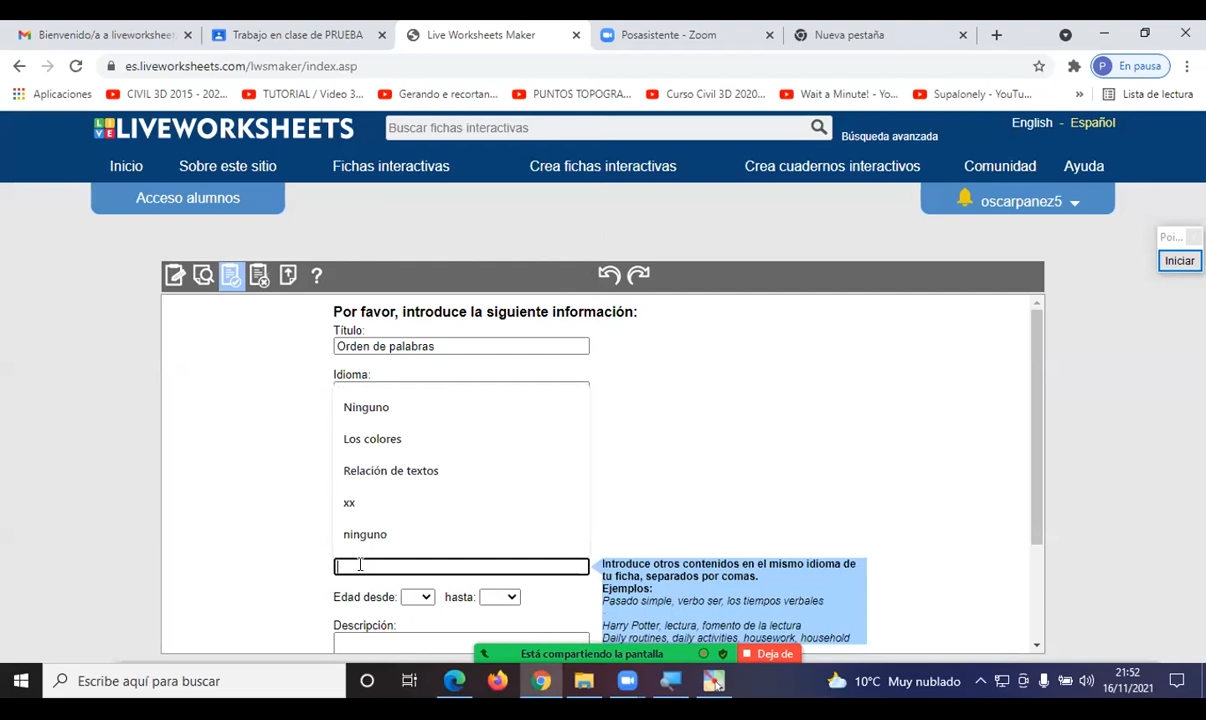 Bienvenido/a a liveworksheet
Trabajo en clase de PRUEBA
Live Worksheets Maker
Posasistente - Zoom
Nueva pestaña
es.liveworksheets.com/lwsmaker/index.asp
P En pausa
Aplicaciones
CIVIL 3D 2015 - 202...
TUTORIAL / Video 3...
Gerando e recortan...
PUNTOS TOPOGRA...
Curso Civil 3D 2020...
Wait a Minute! - Yo...
Supalonely - YouTu...
»
Lista de lectura
LIVE LIVEWORKSHEETS
Buscar fichas interactivas
Búsqueda avanzada
English - Español
Inicio
Sobre este sitio
Fichas interactivas
Crea fichas interactivas
Crea cuadernos interactivos
Comunidad
Ayuda
Acceso alumnos
oscarpanez5
Poi...
Iniciar
?
Por favor, introduce la siguiente información:
Título:
Orden de palabras
Idioma:
Ninguno
Los colores
Relación de textos
xx
ninguno
Introduce otros contenidos en el mismo idioma de
tu ficha, separados por comas.
Ejemplos:
Pasado simple, verbo ser, los tiempos verbales
Harry Potter, lectura, fomento de la lectura
Daily routines, daily activities, housework, household
Edad desde:
hasta:
Descripción:
Está compartiendo la pantalla
Deja de
Escribe aquí para buscar
10°C Muy nublado
21:52
16/11/2021